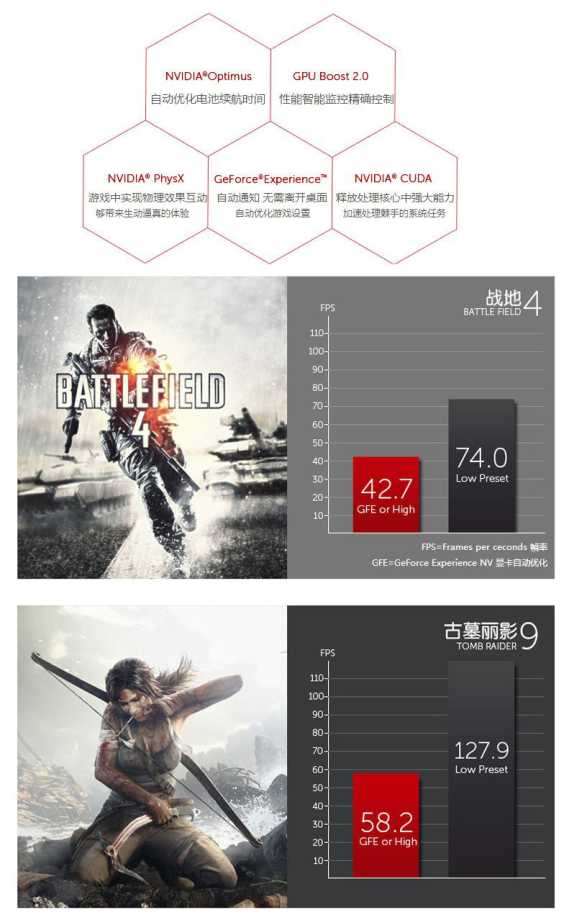 NVIDIA®Optimus
自动优化电池续航时间
GPU Boost 2.0
性能智能监控精确控制
NVIDIA® PhysX
游戏中实现物理效果互动
够带来生动逼真的体验
GeForce®Experience™
自动通知 无需离开桌面
自动优化游戏设置
NVIDIA® CUDA
释放处理核心中强大能力
加速处理棘手的系统任务
BATTLEFIELD
4
战地4
BATTLE FIELD
FPS
110
100
90
80
70
60
50
40
30
20
10
42.7
GFE or High
74.0
Low Preset
FPS=Frames per ceconds 帧率
GFE=GeForce Experience NV 显卡自动优化
古墓丽影9
TOMB RAIDER
FPS
110
100
90
80
70
60
50
40
30
20
10
58.2
GFE or High
127.9
Low Preset